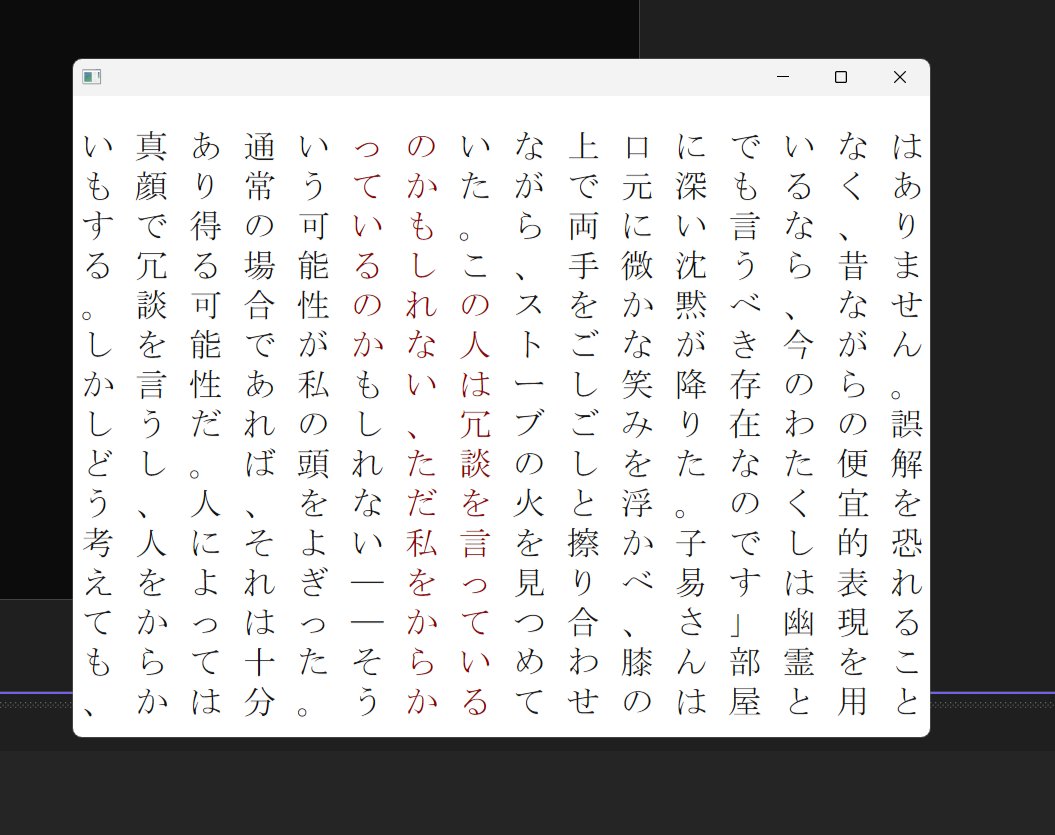 はありません。誤解を恐れること
なく、昔ながらの便宜的表現を用
いるなら、今のわたくしは幽霊と
でも言うべき存在なのです」部屋
に深い沈黙が降りた。子易さんは
口元に微かな笑みを浮かべ、膝の
上で両手をごしごしと擦り合わせ
ながら、ストーブの火を見つめて
いた。この人は冗談を言っている
のかもしれない、ただ私をからか
っているのかもしれない――そう
いう可能性が私の頭をよぎった。
通常の場合であれば、それは十分
あり得る可能性だ。人によっては
真顔で冗談を言うし、人をからか
いもする。しかしどう考えても、